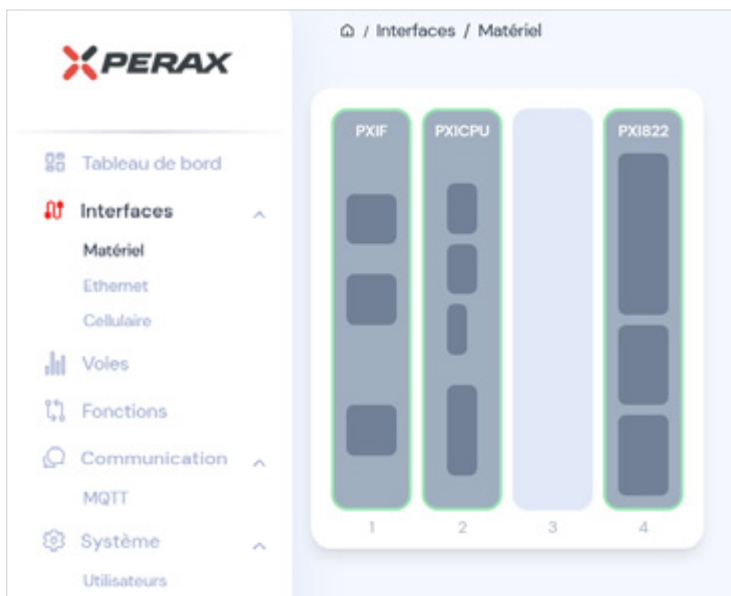 PERAX
Tableau de bord
Interfaces
Matériel
Ethernet
Cellulaire
Voies
Fonctions
Communication
MQTT
Système
Utilisateurs
/ Interfaces / Matériel
PXIF PXICPU PXI822
1 2 3 4